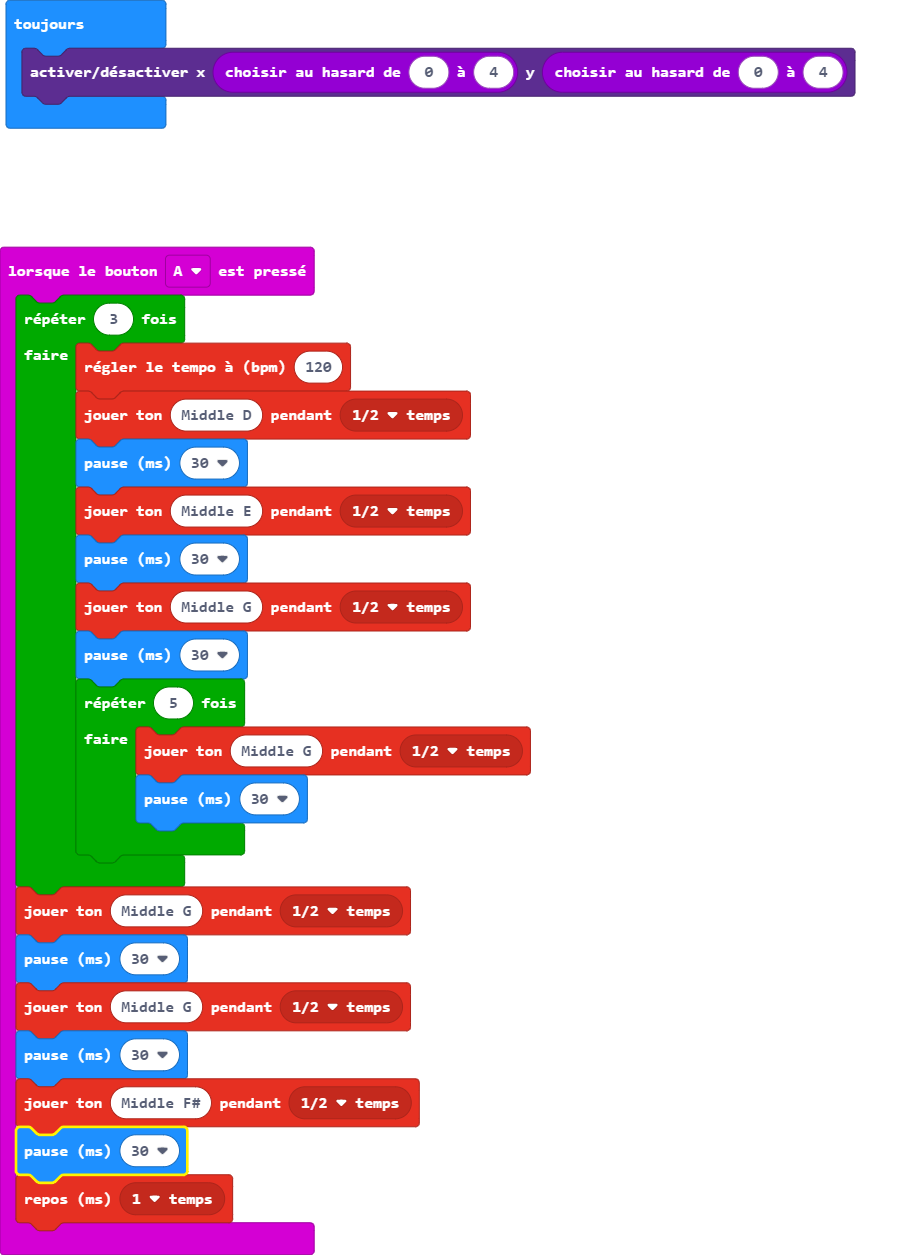 toujours
activer/désactiver x choisir au hasard de 0 à 4 y choisir au hasard de 0 à 4
lorsque le bouton A est pressé
répéter 3 fois
faire
régler le tempo à (bpm) 120
jouer ton Middle D pendant 1/2 temps
pause (ms) 30
jouer ton Middle E pendant 1/2 temps
pause (ms) 30
jouer ton Middle G pendant 1/2 temps
pause (ms) 30
répéter 5 fois
faire
jouer ton Middle G pendant 1/2 temps
pause (ms) 30
jouer ton Middle G pendant 1/2 temps
pause (ms) 30
jouer ton Middle G pendant 1/2 temps
pause (ms) 30
jouer ton Middle F# pendant 1/2 temps
pause (ms) 30
repos (ms) 1 temps